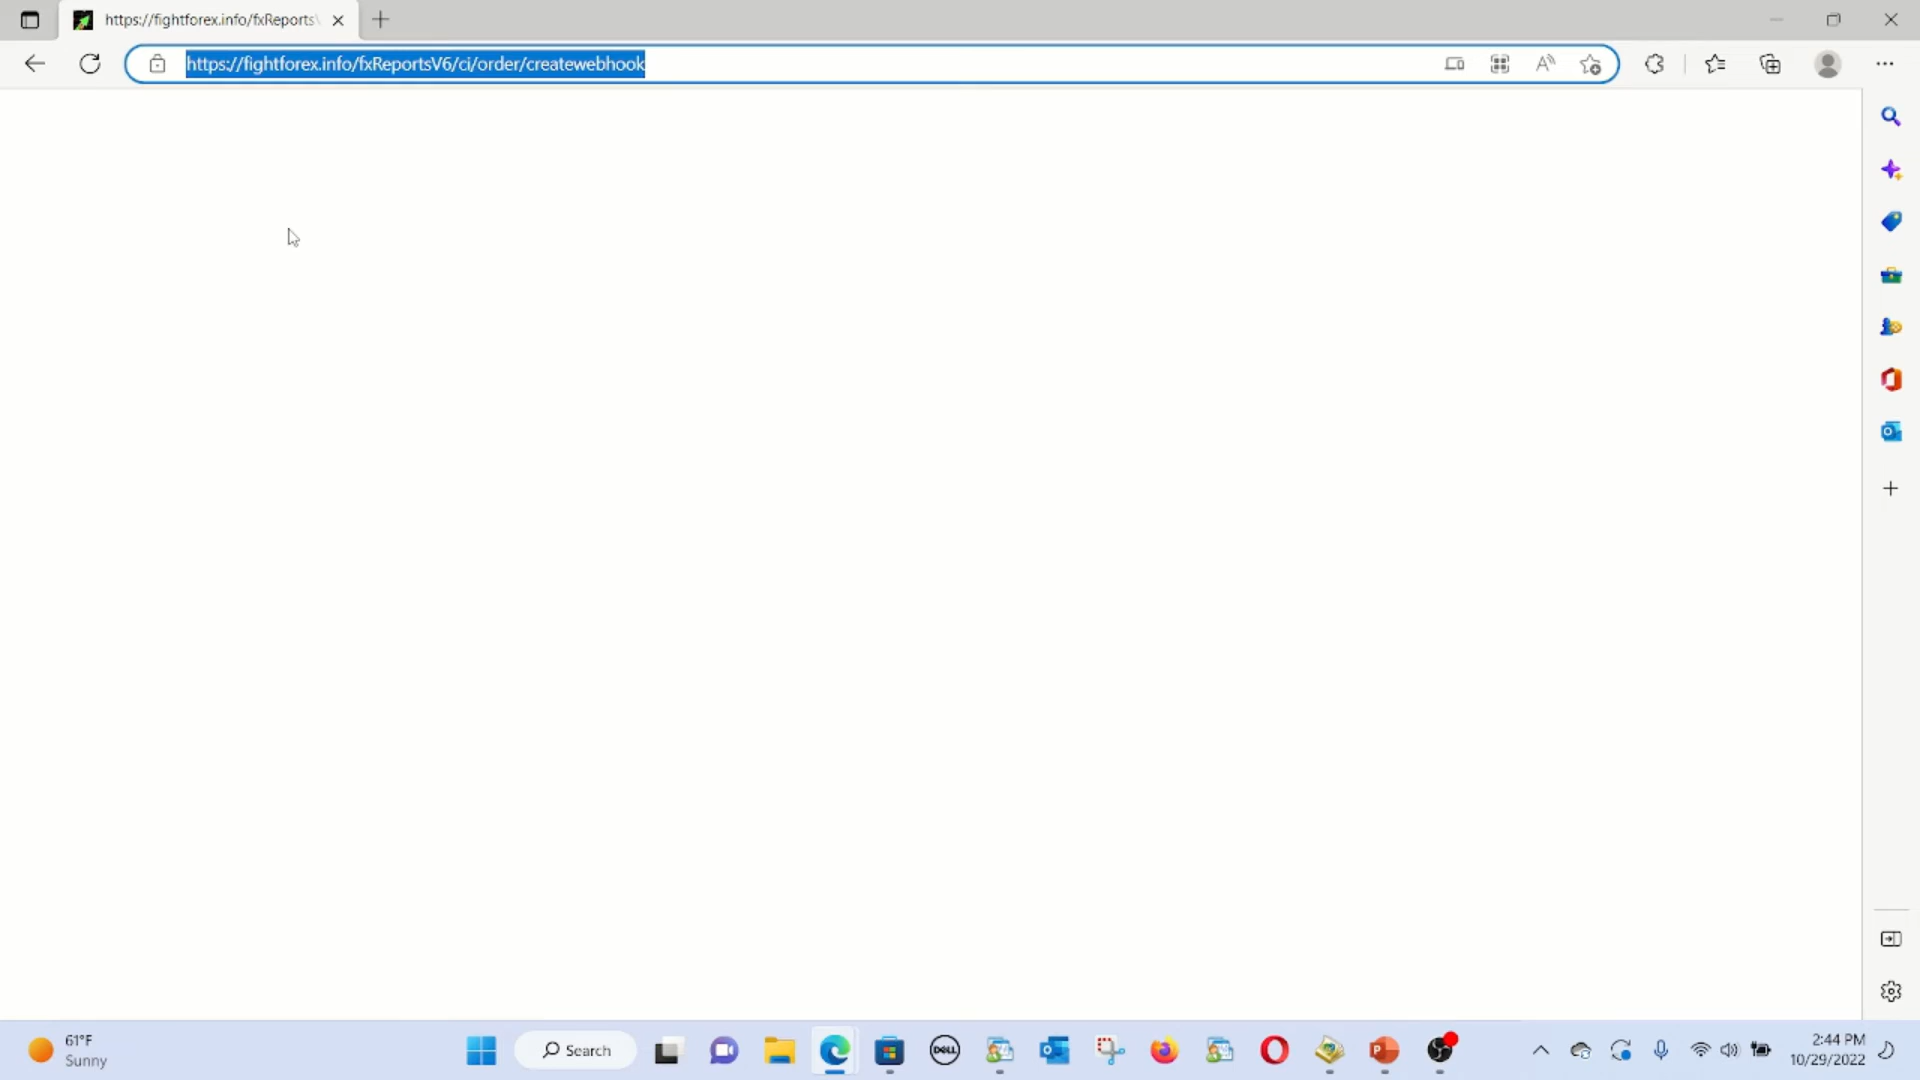 https://fightforex.info/fxReports\
https://fightforex.info/fxReportsV6/ci/order/createwebhook
61°F
Sunny
Search
DELL
2:44 PM
10/29/2022